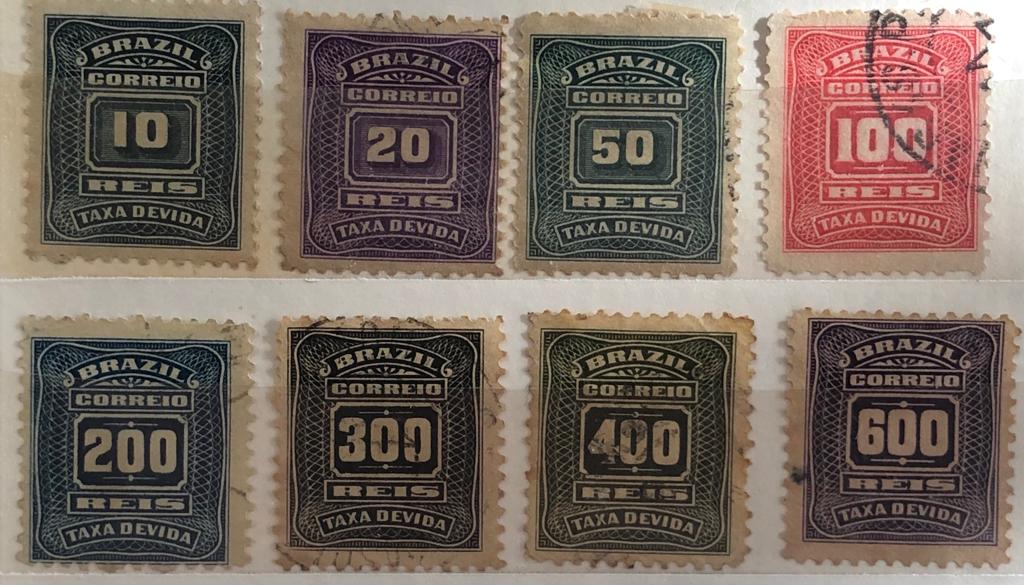 BRAZIL
CORREIO
10
REIS
TAXA DEVIDA
BRAZIL
CORREIO
20
REIS
TAXA DEVIDA
BRAZIL
CORREIO
50
REIS
TAXA DEVIDA
BRAZIL
CORREIO
100
REIS
TAXA DEVIDA
BRAZIL
CORREIO
200
REIS
TAXA DEVIDA
BRAZIL
CORREIO
300
REIS
TAXA DEVIDA
BRAZIL
CORREIO
400
REIS
TAXA DEVIDA
BRAZIL
CORREIO
600
REIS
TAXA DEVIDA